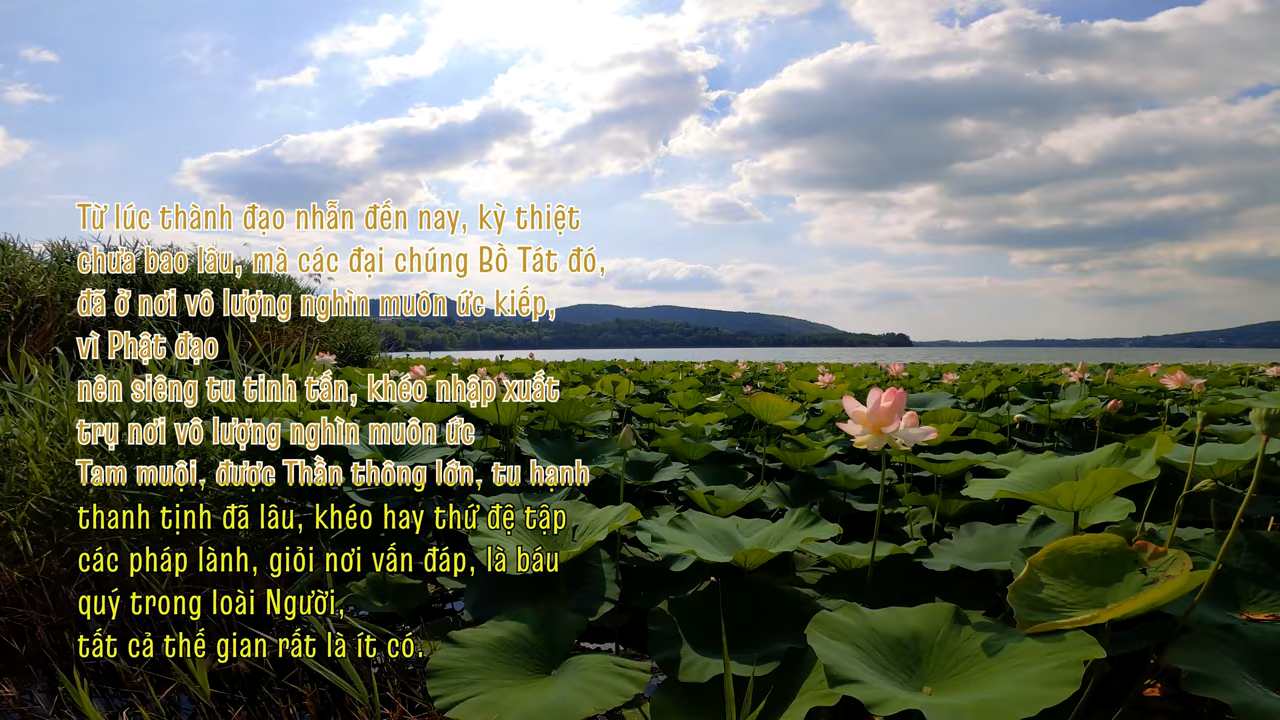 Từ lúc thành đạo nhẫn đến nay, kỳ thiệt
chưa bao lâu, mà các đại chúng Bồ Tát đó,
đã ở nơi vô lượng nghìn muôn ức kiếp,
vì Phật đạo
nên siêng tu tinh tấn, khéo nhập xuất
trụ nơi vô lượng nghìn muôn ức
Tam muội, được Thần thông lớn, tu hạnh
thanh tịnh đã lâu, khéo hay thứ đệ tập
các pháp lành, giỏi nơi vấn đáp, là báu
quý trong loài Người,
tất cả thế gian rất là ít có.